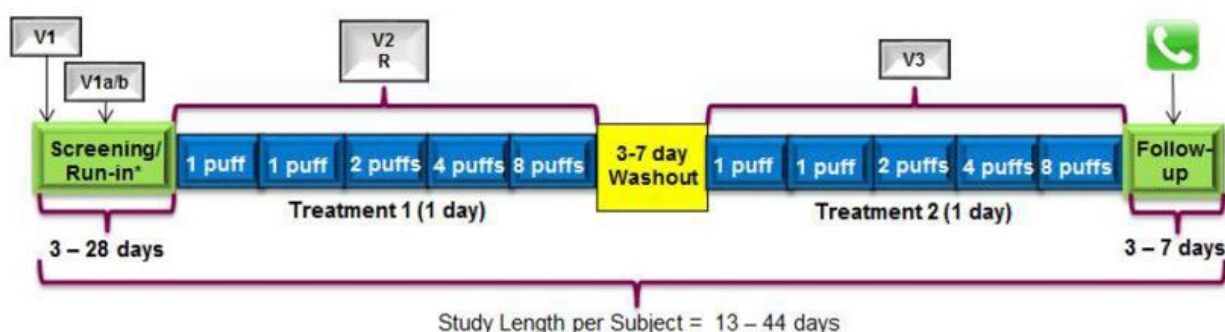 V1
V1a/b
V2
R
V3
Screening/
Run-in*
1 puff
1 puff
2 puffs
4 puffs
8 puffs
3-7 day
Washout
1 puff
1 puff
2 puffs
4 puffs
8 puffs
Follow-
up
Treatment 1 (1 day)
Treatment 2 (1 day)
3 – 28 days
3 – 7 days
Study Length per Subject = 13 – 44 days